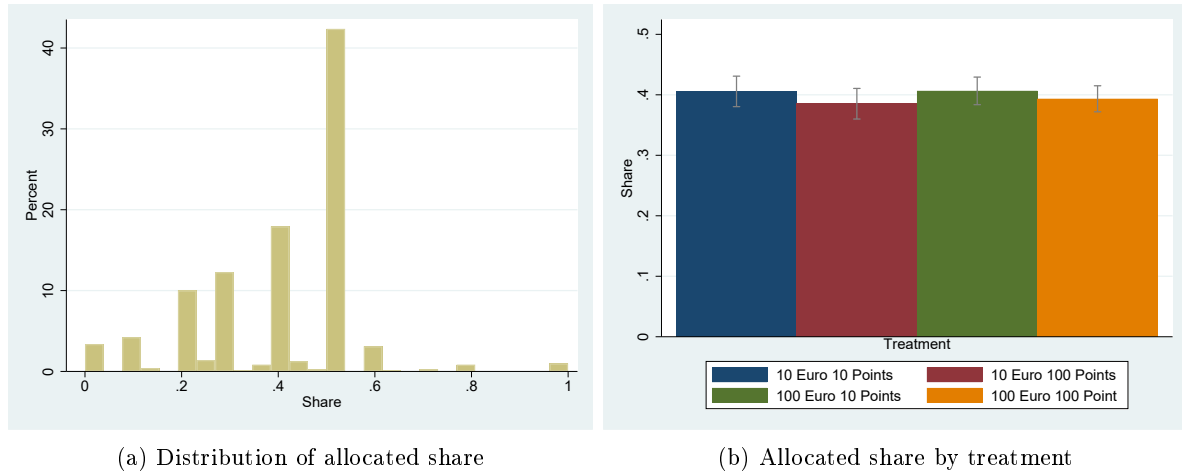 Percent
40
30
20
10
0
0 .2 .4 .6 .8 1
Share
(a) Distribution of allocated share
Share
.5
.4
.3
.2
.1
0
Treatment
10 Euro 10 Points 10 Euro 100 Points
100 Euro 10 Points 100 Euro 100 Point
(b) Allocated share by treatment